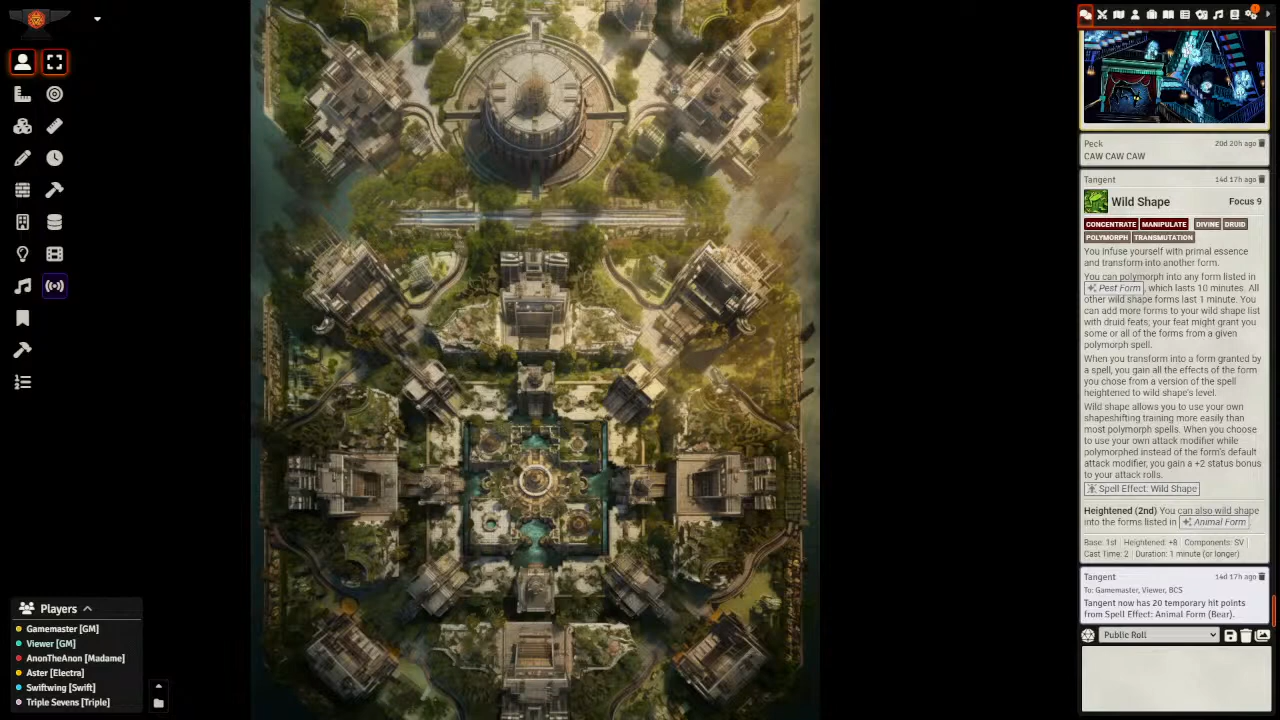 Peck 20d 20h ago
CAW CAW CAW
Tangent 14d 17h ago
Wild Shape Focus 9
CONCENTRATE MANIPULATE DIVINE DRUID
POLYMORPH TRANSMUTATION
You infuse yourself with primal essence
and transform into another form.
You can polymorph into any form listed in
Pest Form, which lasts 10 minutes. All
other wild shape forms last 1 minute. You
can add more forms to your wild shape list
with druid feats; your feat might grant you
some or all of the forms from a given
polymorph spell.
When you transform into a form granted by
a spell, you gain all the effects of the form
you chose from a version of the spell
heightened to wild shape's level.
Wild shape allows you to use your own
shapeshifting training more easily than
most polymorph spells. When you choose
to use your own attack modifier while
polymorphed instead of the form's default
attack modifier, you gain a +2 status bonus
to your attack rolls.
Spell Effect: Wild Shape
Heightened (2nd) You can also wild shape
into the forms listed in Animal Form
Base: 1st Heightened: +8 Components: SV
Cast Time: 2 Duration: 1 minute (or longer)
Tangent 14d 17h ago
To: Gamemaster, Viewer, BCS
Tangent now has 20 temporary hit points
from Spell Effect: Animal Form (Bear).
Public Roll
Players
Gamemaster [GM]
Viewer [GM]
AnonTheAnon [Madame]
Aster [Electra]
Swiftwing [Swift]
Triple Sevens [Triple]